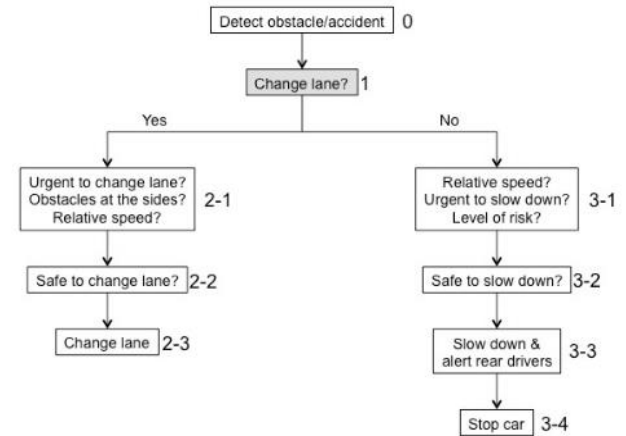 Detect obstacle/accident 0
Change lane? 1
Yes
No
Urgent to change lane?
Obstacles at the sides?
Relative speed?
2-1
Relative speed?
Urgent to slow down?
Level of risk?
3-1
Safe to change lane? 2-2
Safe to slow down? 3-2
Change lane 2-3
Slow down &
alert rear drivers
3-3
Stop car 3-4